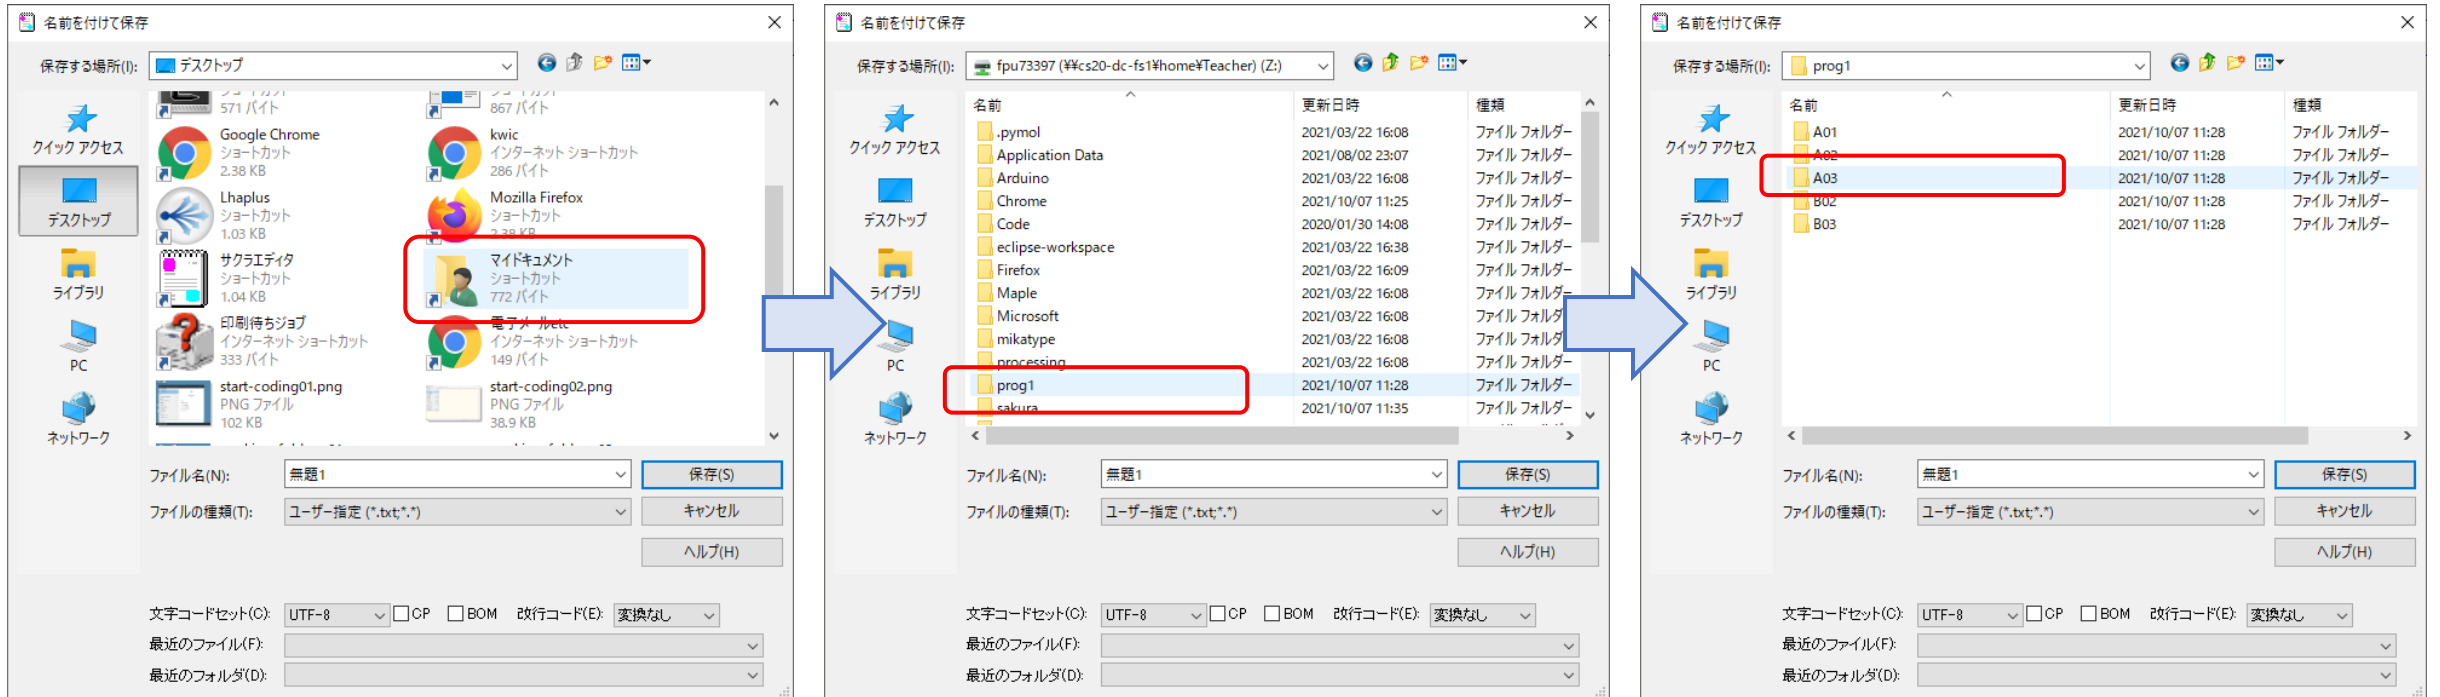 名前を付けて保存
保存する場所(I): デスクトップ
クイック アクセス
デスクトップ
ライブラリ
PC
ネットワーク
571 バイト
867 バイト
Google Chrome
ショートカット
2.38 KB
kwic
インターネット ショートカット
286 バイト
Lhaplus
ショートカット
1.03 KB
Mozilla Firefox
ショートカット
2.38 KB
サクラエディタ
ショートカット
1.04 KB
マイドキュメント
ショートカット
772 バイト
印刷待ちジョブ
インターネット ショートカット
333 バイト
電子メールetc
インターネット ショートカット
149 バイト
start-coding01.png
PNG ファイル
102 KB
start-coding02.png
PNG ファイル
38.9 KB
ファイル名(N): 無題1 保存(S)
ファイルの種類(T): ユーザー指定 (*.txt;*.*) キャンセル
ヘルプ(H)
文字コードセット(C): UTF-8 CP BOM 改行コード(E): 変換なし
最近のファイル(F):
最近のフォルダ(D):
名前を付けて保存
保存する場所(I): fpu73397 (¥¥cs20-dc-fs1¥home¥Teacher) (Z:)
クイック アクセス
デスクトップ
ライブラリ
PC
ネットワーク
名前 更新日時 種類
.pymol 2021/03/22 16:08 ファイル フォルダー
Application Data 2021/08/02 23:07 ファイル フォルダー
Arduino 2021/03/22 16:08 ファイル フォルダー
Chrome 2021/10/07 11:25 ファイル フォルダー
Code 2020/01/30 14:08 ファイル フォルダー
eclipse-workspace 2021/03/22 16:38 ファイル フォルダー
Firefox 2021/03/22 16:09 ファイル フォルダー
Maple 2021/03/22 16:08 ファイル フォルダー
Microsoft 2021/03/22 16:08 ファイル フォルダー
mikatype 2021/03/22 16:08 ファイル フォルダー
processing 2021/03/22 16:08 ファイル フォルダー
prog1 2021/10/07 11:28 ファイル フォルダー
sakura 2021/10/07 11:35 ファイル フォルダー
ファイル名(N): 無題1 保存(S)
ファイルの種類(T): ユーザー指定 (*.txt;*.*) キャンセル
ヘルプ(H)
文字コードセット(C): UTF-8 CP BOM 改行コード(E): 変換なし
最近のファイル(F):
最近のフォルダ(D):
名前を付けて保存
保存する場所(I): prog1
クイック アクセス
デスクトップ
ライブラリ
PC
ネットワーク
名前 更新日時 種類
A01 2021/10/07 11:28 ファイル フォルダー
A02 2021/10/07 11:28 ファイル フォルダー
A03 2021/10/07 11:28 ファイル フォルダー
B02 2021/10/07 11:28 ファイル フォルダー
B03 2021/10/07 11:28 ファイル フォルダー
ファイル名(N): 無題1 保存(S)
ファイルの種類(T): ユーザー指定 (*.txt;*.*) キャンセル
ヘルプ(H)
文字コードセット(C): UTF-8 CP BOM 改行コード(E): 変換なし
最近のファイル(F):
最近のフォルダ(D):